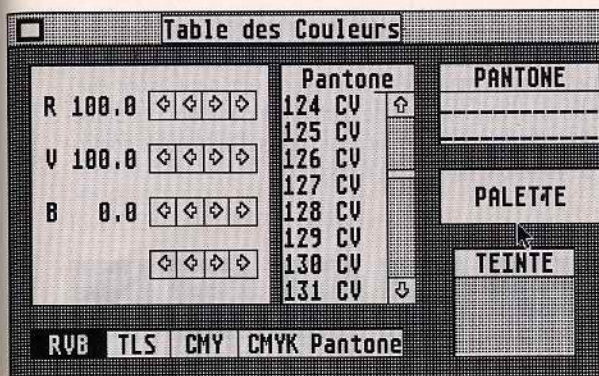 Table des Couleurs
R 100.0
V 100.0
B 0.0
Pantone
124 CV
125 CV
126 CV
127 CV
128 CV
129 CV
130 CV
131 CV
PANTONE
PALETTE
TEINTE
RVB TLS CMY CMYK Pantone